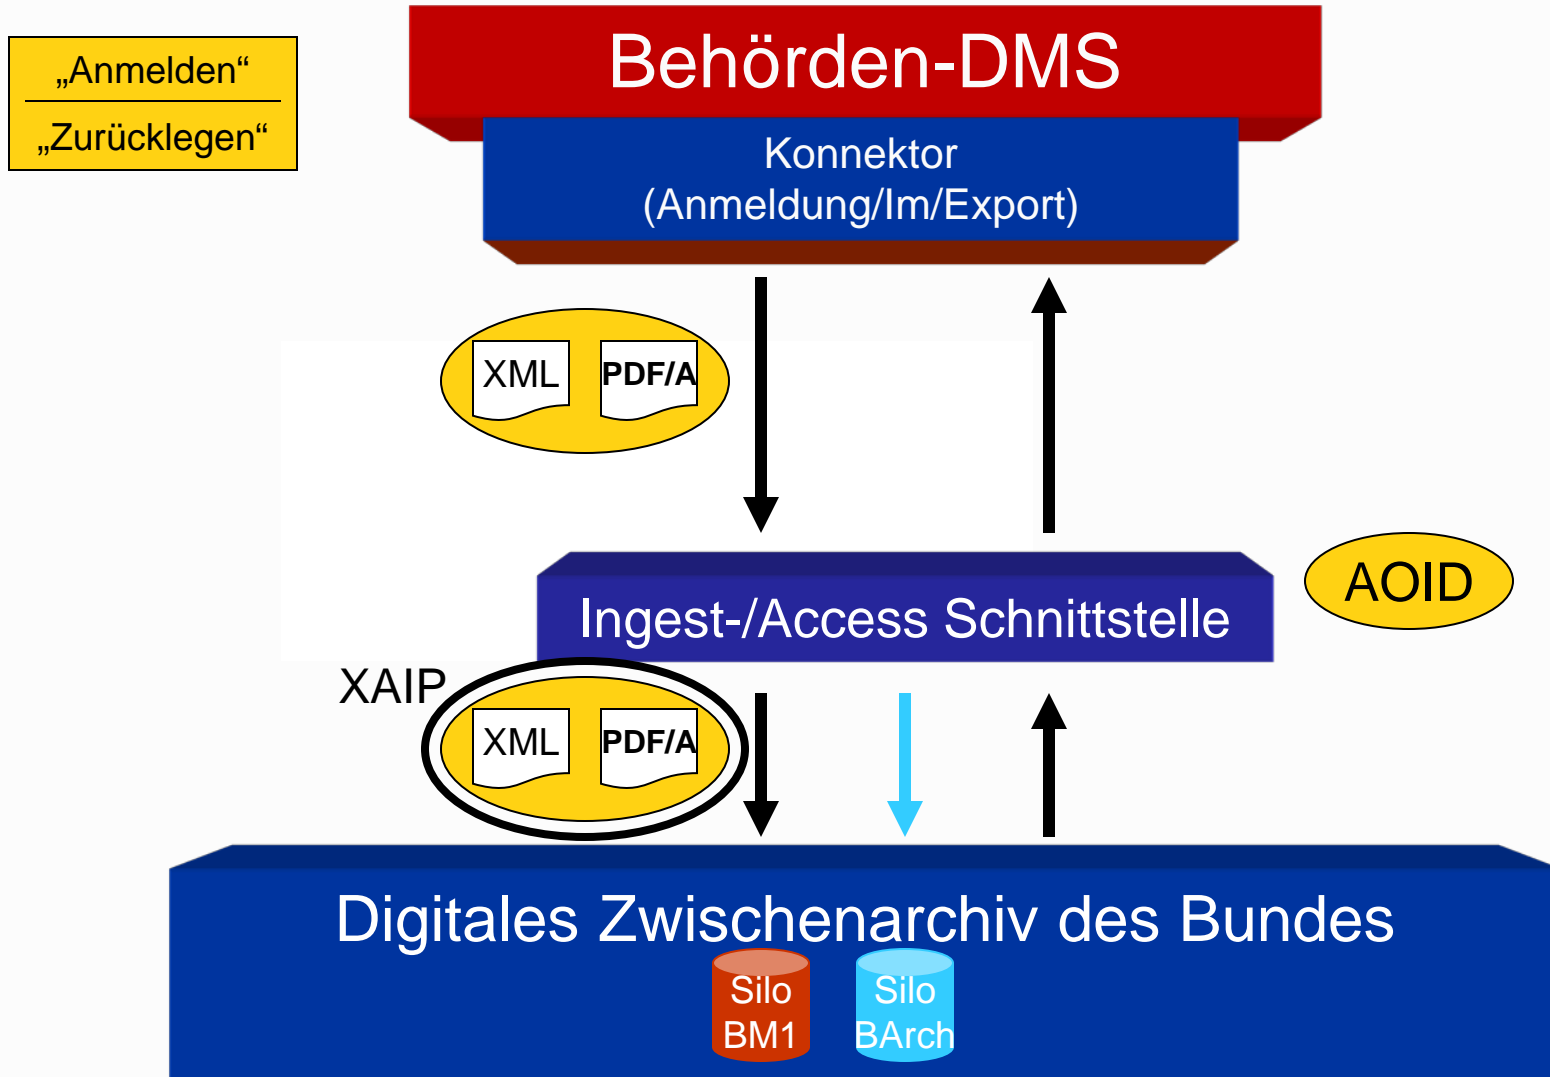 „Anmelden“
„Zurücklegen“
Behörden-DMS
Konnektor
(Anmeldung/Im/Export)
XML
PDF/A
Ingest-/Access Schnittstelle
AOID
XAIP
XML
PDF/A
Digitales Zwischenarchiv des Bundes
Silo
BM1
Silo
BArch